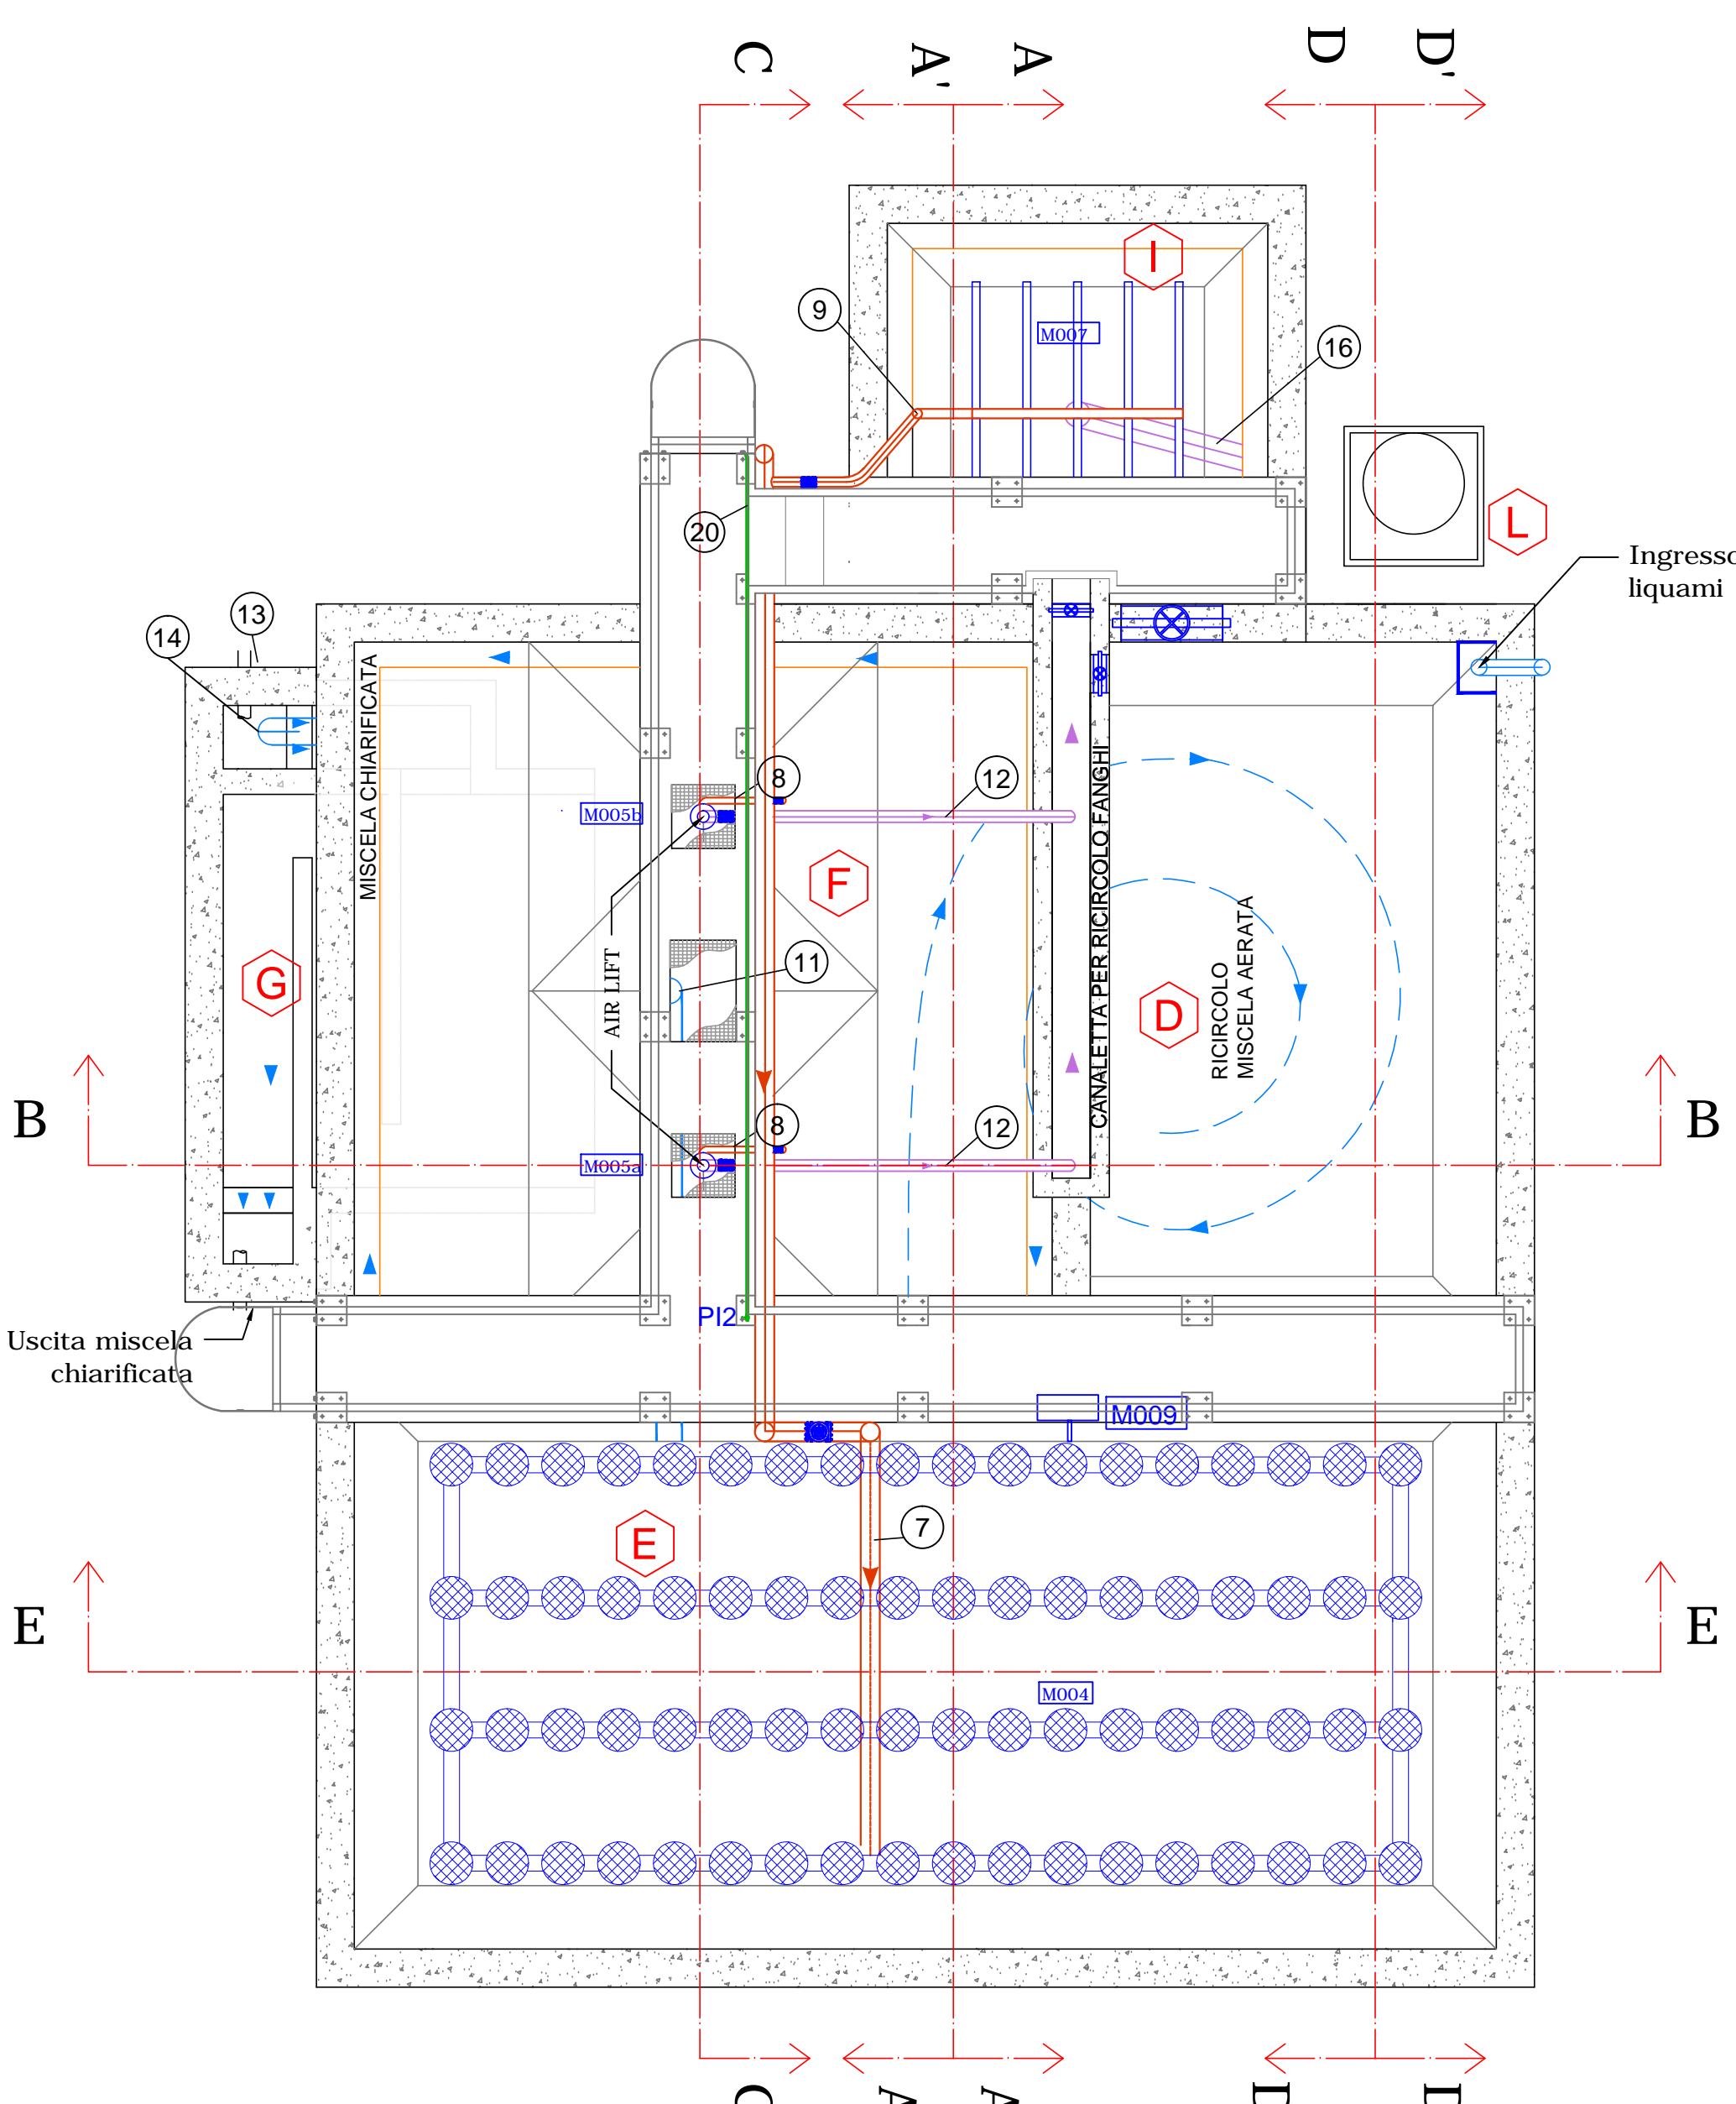 C
A'
A
D
D'
I
9
M007
16
20
L
Ingresso
liquami
13
14
MISCELA CHIARIFICATA
8
12
M005b
F
CANALETTA PER RICIRCOLO FANGHI
AIR LIFT
11
G
D
RICIRCOLO
MISCELA AERATA
B
B
8
12
M005a
PI2
Uscita miscela
chiarificata
M009
7
E
E
E
M004